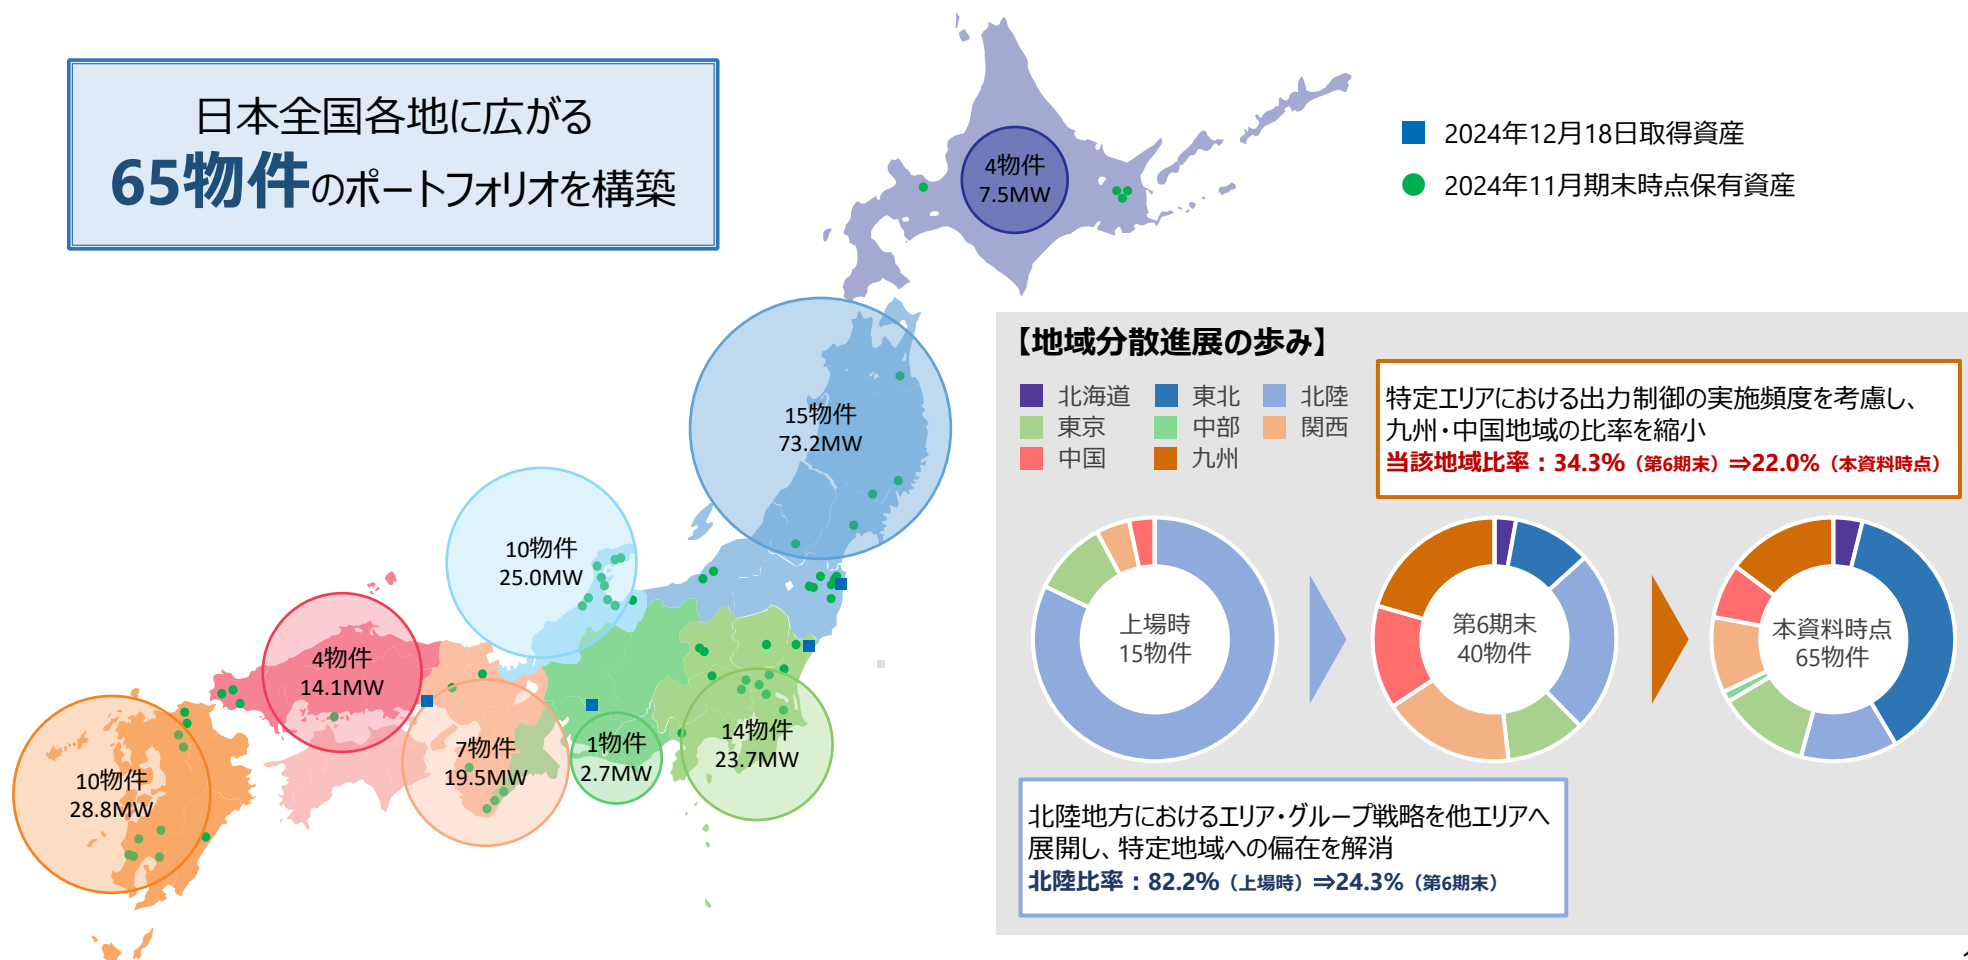 日本全国各地に広がる
65物件のポートフォリオを構築
2024年12月18日取得資産
2024年11月期末時点保有資産
4物件
7.5MW
15物件
73.2MW
10物件
25.0MW
4物件
14.1MW
10物件
28.8MW
7物件
19.5MW
1物件
2.7MW
14物件
23.7MW
【地域分散進展の歩み】
北海道 東北 北陸
東京 中部 関西
中国 九州
特定エリアにおける出力制御の実施頻度を考慮し、
九州・中国地域の比率を縮小
当該地域比率：34.3%（第6期末）⇒22.0%（本資料時点）
上場時
15物件
第6期末
40物件
本資料時点
65物件
北陸地方におけるエリア・グループ戦略を他エリアへ
展開し、特定地域への偏在を解消
北陸比率：82.2%（上場時）⇒24.3%（第6期末）